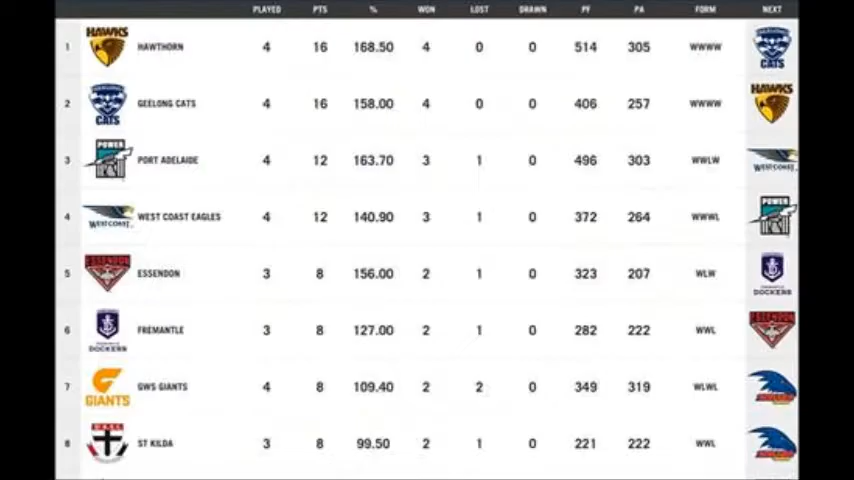 PLAYED PTS % WON LOST DRAWN PF PA FORM NEXT
1 HAWKS HAWTHORN 4 16 168.50 4 0 0 514 305 WWWW CATS
2 CATS GEELONG CATS 4 16 158.00 4 0 0 406 257 WWWW HAWKS
3 POWER PORT ADELAIDE 4 12 163.70 3 1 0 496 303 WWLW WEST COAST
4 WEST COAST WEST COAST EAGLES 4 12 140.90 3 1 0 372 264 WWWL POWER
5 ESSENDON ESSENDON 3 8 156.00 2 1 0 323 207 WLW DOCKERS
6 DOCKERS FREMANTLE 3 8 127.00 2 1 0 282 222 WWL ESSENDON
7 GIANTS GWS GIANTS 4 8 109.40 2 2 0 349 319 WLWL
8 ST KILDA 3 8 99.50 2 1 0 221 222 WWL